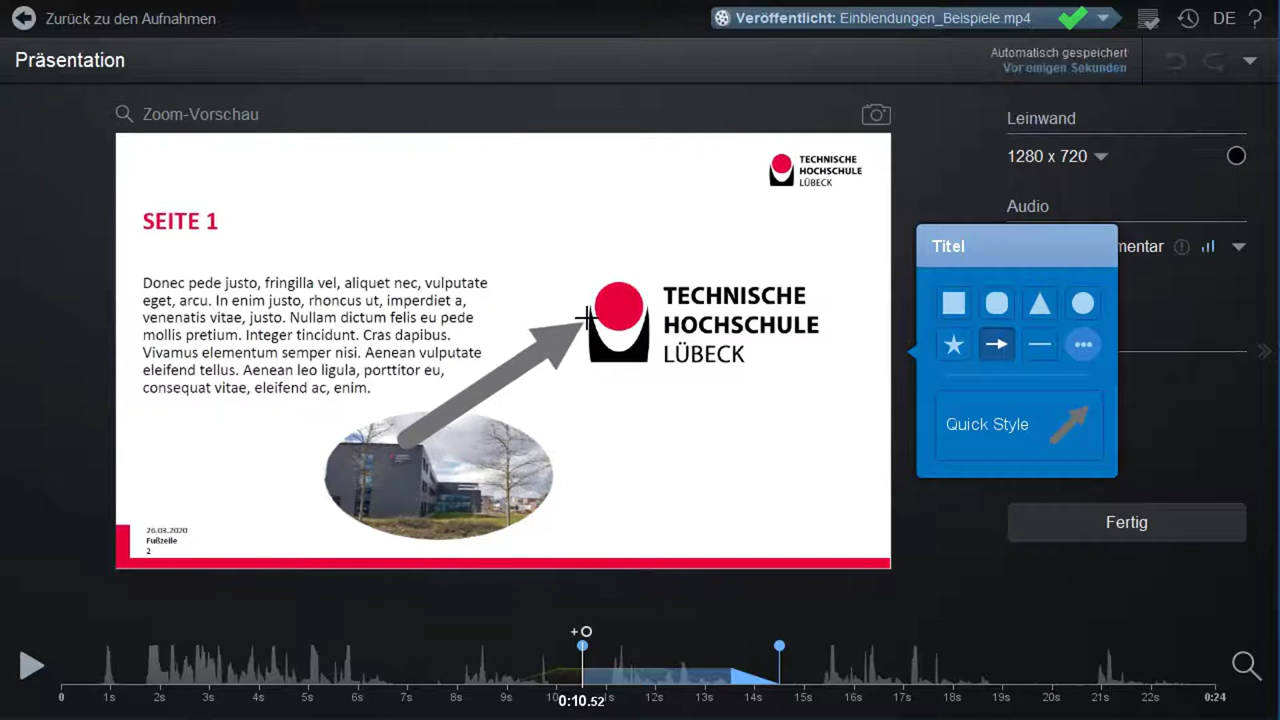 Zurück zu den Aufnahmen
Veröffentlicht: Einblendungen_Beispiele.mp4
DE ?
Präsentation
Automatisch gespeichert
Vor einigen Sekunden
Zoom-Vorschau
Leinwand
1280 x 720
Audio
mentar
TECHNISCHE
HOCHSCHULE
LÜBECK
SEITE 1
Donec pede justo, fringilla vel, aliquet nec, vulputate
eget, arcu. In enim justo, rhoncus ut, imperdiet a,
venenatis vitae, justo. Nullam dictum felis eu pede
mollis pretium. Integer tincidunt. Cras dapibus.
Vivamus elementum semper nisi. Aenean vulputate
eleifend tellus. Aenean leo ligula, porttitor eu,
consequat vitae, eleifend ac, enim.
TECHNISCHE
HOCHSCHULE
LÜBECK
26.03.2020
Fußzeile
2
Titel
Quick Style
Fertig
0 1s 2s 3s 4s 5s 6s 7s 8s 9s 10s 11s 12s 13s 14s 15s 16s 17s 18s 19s 20s 21s 22s 0:24
0:10.52